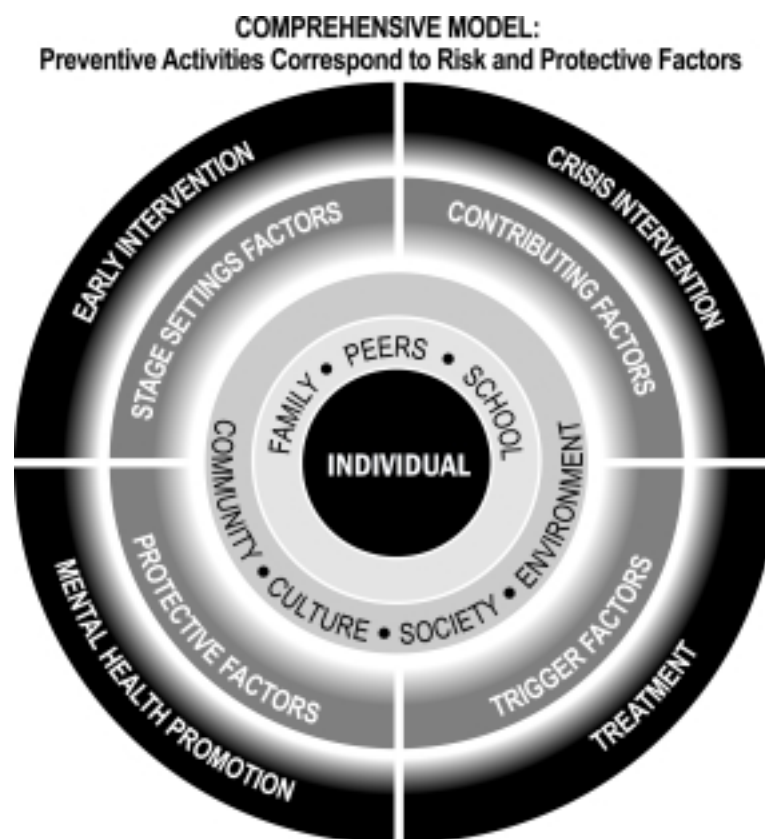 COMPREHENSIVE MODEL:
Preventive Activities Correspond to Risk and Protective Factors
EARLY INTERVENTION
CRISIS INTERVENTION
STAGE SETTINGS FACTORS
CONTRIBUTING FACTORS
FAMILY • PEERS • SCHOOL
INDIVIDUAL
COMMUNITY • CULTURE • SOCIETY • ENVIRONMENT
PROTECTIVE FACTORS
TRIGGER FACTORS
MENTAL HEALTH PROMOTION
TREATMENT